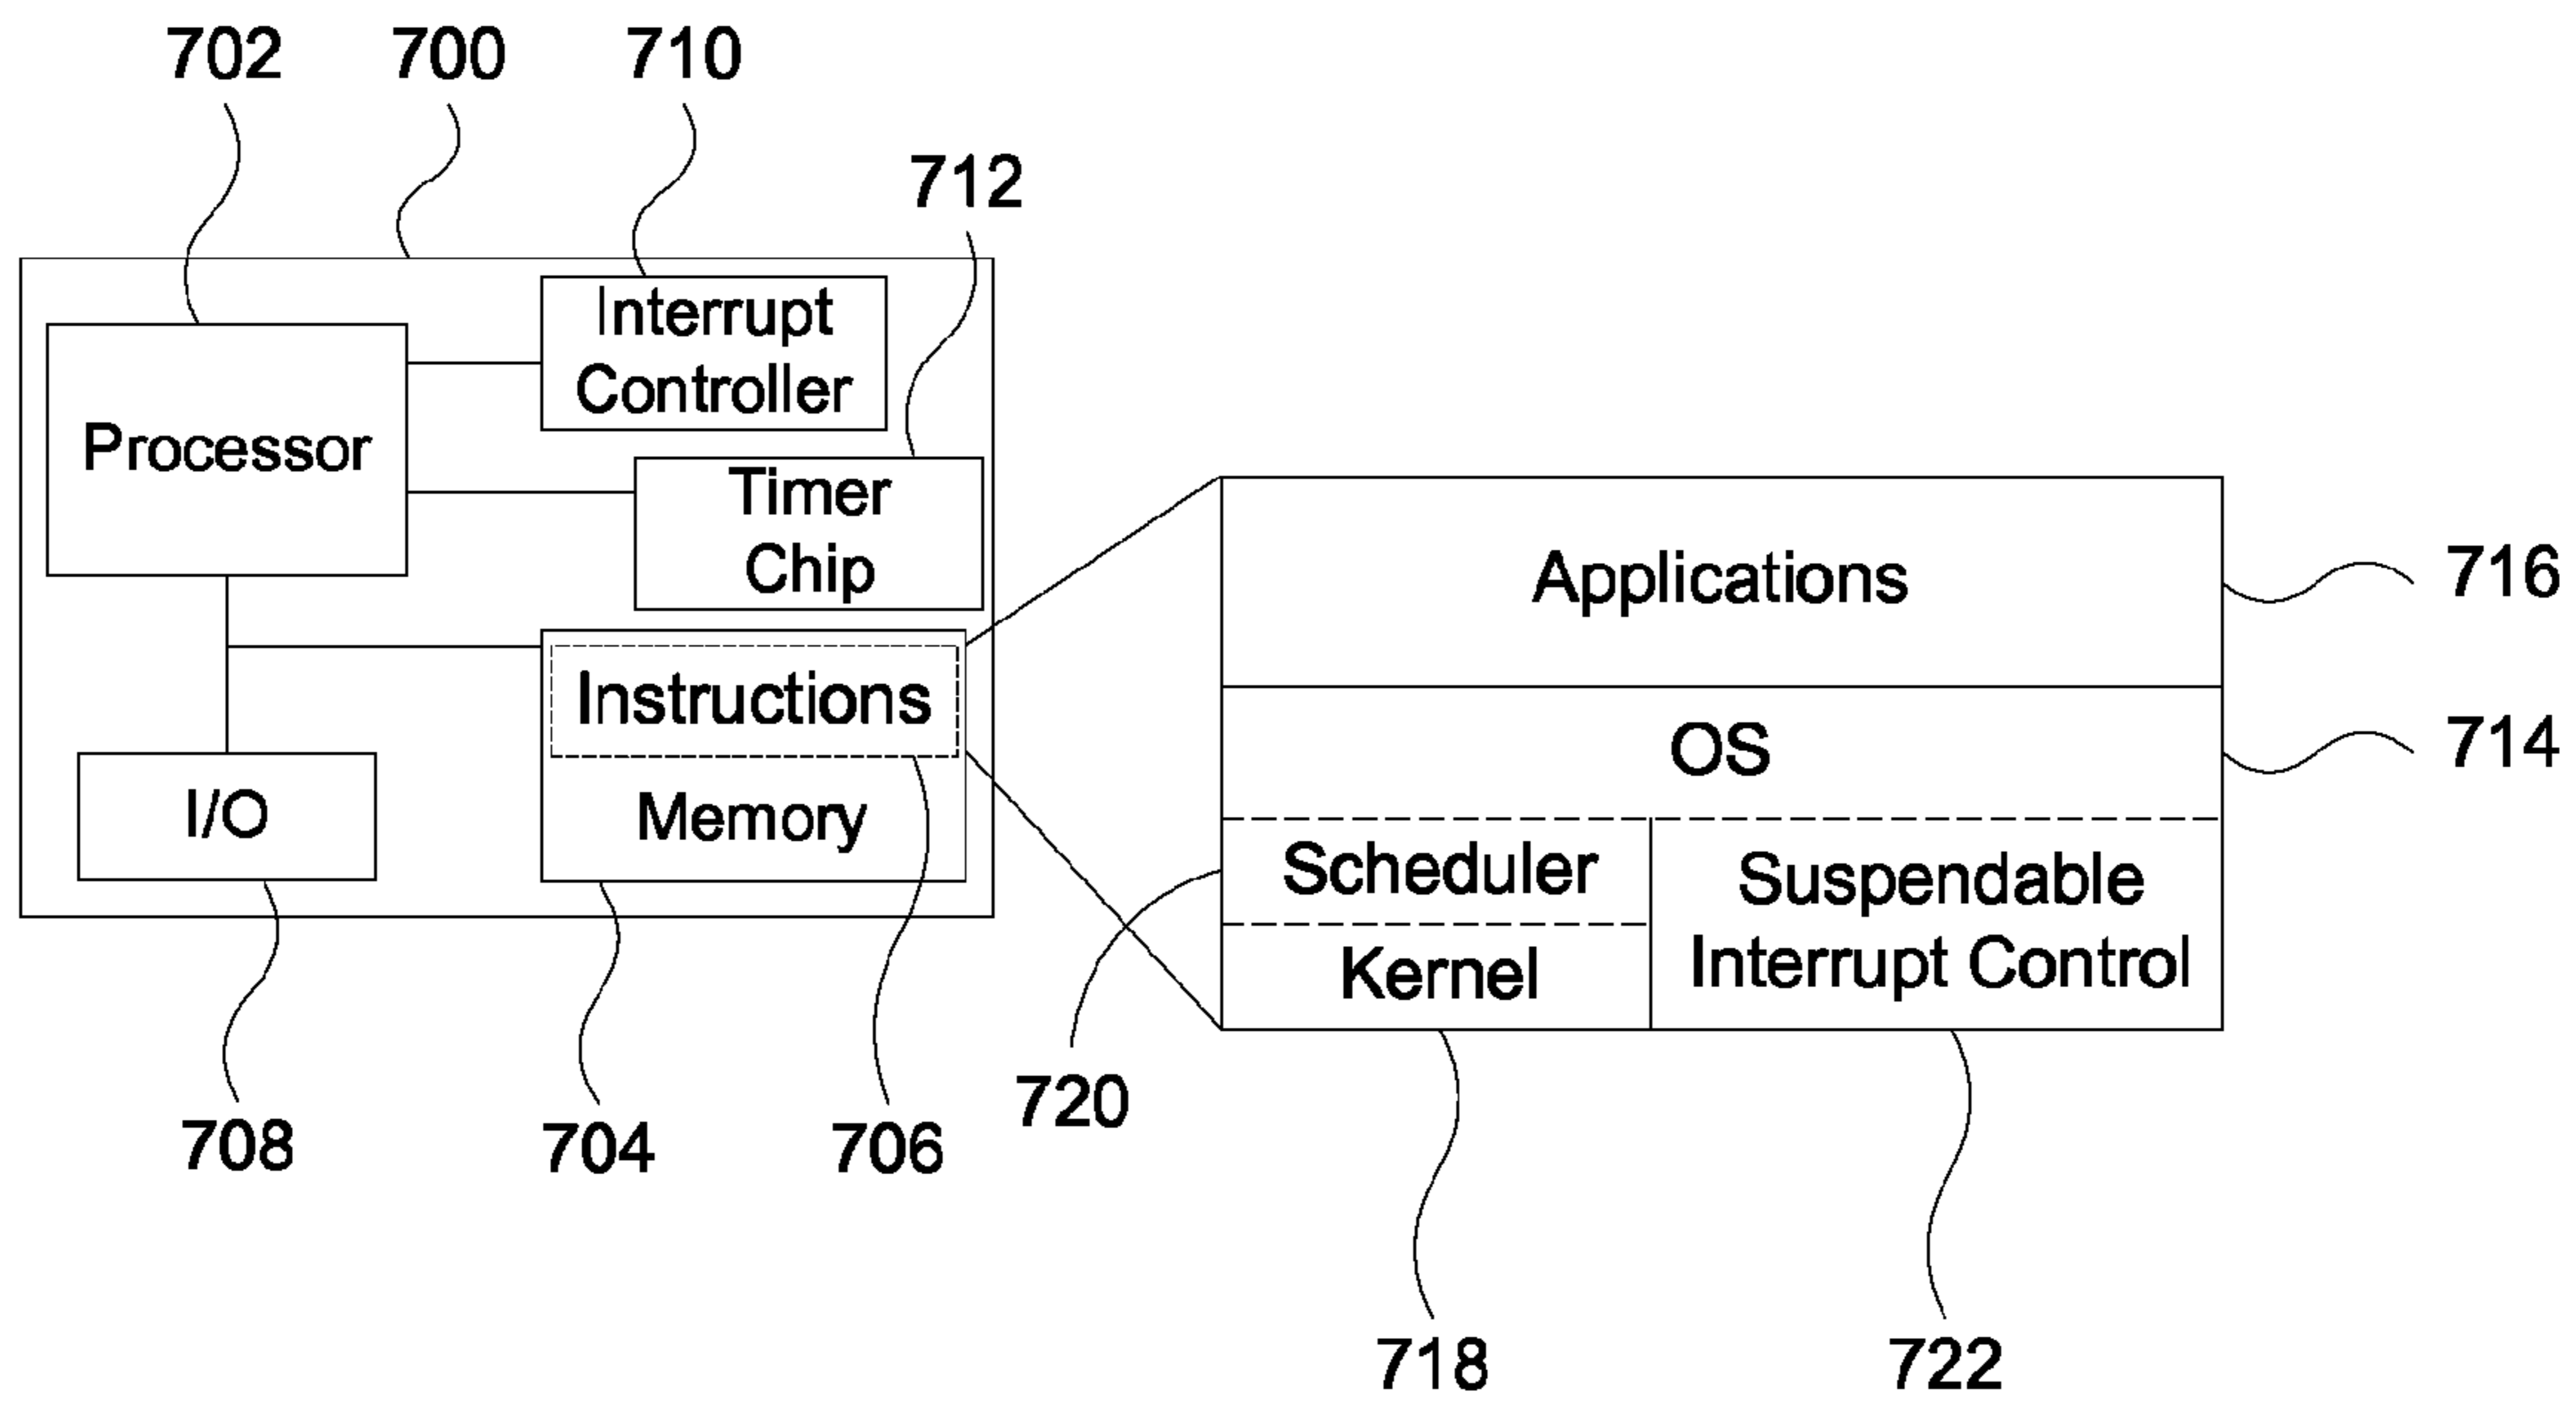 702
700
710
712
Interrupt
Controller
Processor
Timer
Chip
Applications
716
Instructions
OS
714
I/O
Memory
Scheduler
Suspendable
Interrupt Control
Kernel
720
708
704
706
718
722